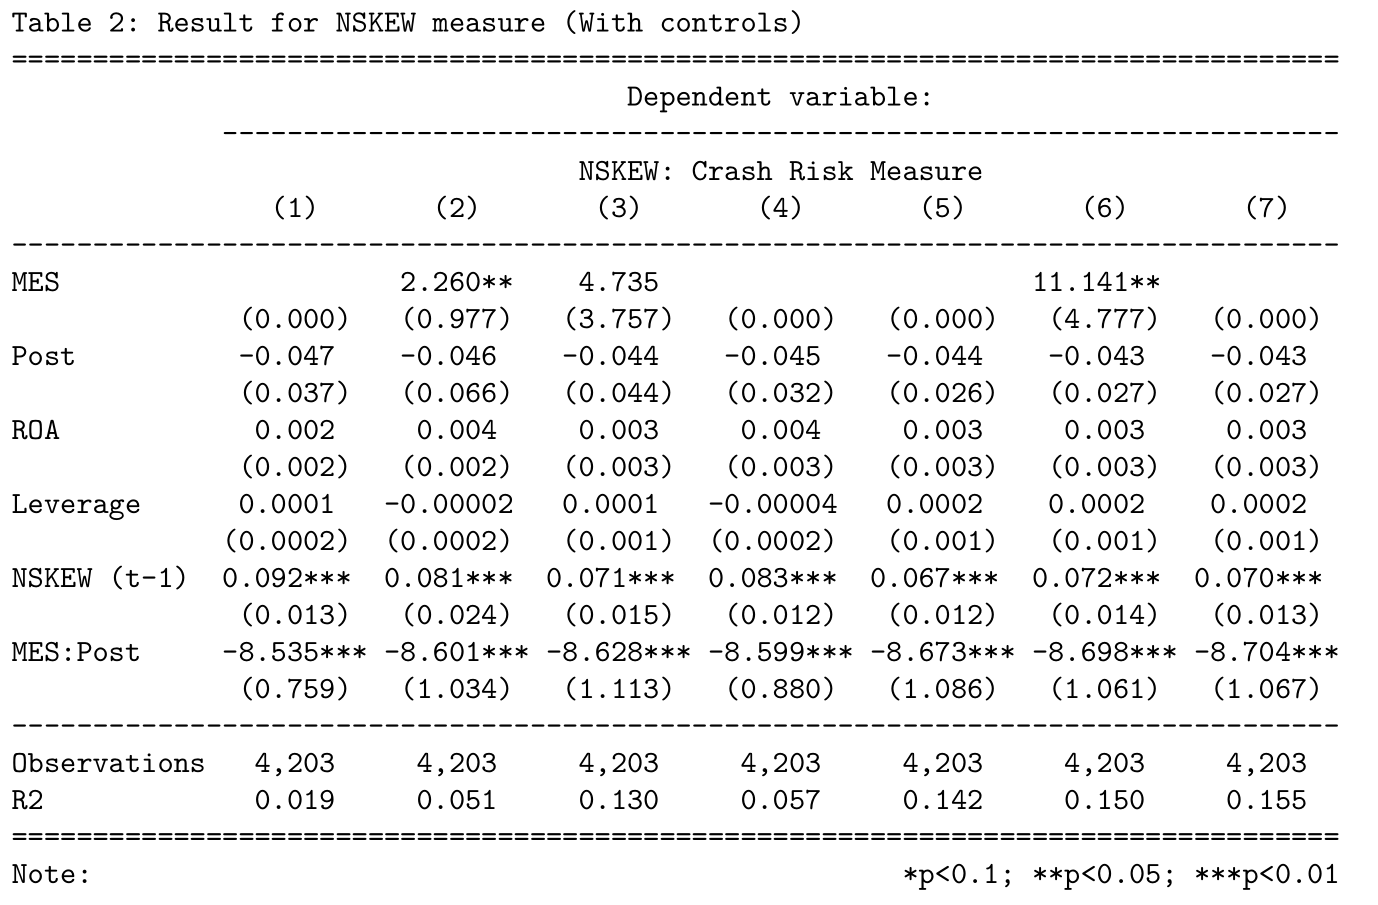 Table 2: Result for NSKEW measure (With controls)
==================================================================================
Dependent variable:
---------------------------------------------------------------------
NSKEW: Crash Risk Measure
(1) (2) (3) (4) (5) (6) (7)
----------------------------------------------------------------------------------
MES 2.260** 4.735 11.141**
(0.000) (0.977) (3.757) (0.000) (0.000) (4.777) (0.000)
Post -0.047 -0.046 -0.044 -0.045 -0.044 -0.043 -0.043
(0.037) (0.066) (0.044) (0.032) (0.026) (0.027) (0.027)
ROA 0.002 0.004 0.003 0.004 0.003 0.003 0.003
(0.002) (0.002) (0.003) (0.003) (0.003) (0.003) (0.003)
Leverage 0.0001 -0.00002 0.0001 -0.00004 0.0002 0.0002 0.0002
(0.0002) (0.0002) (0.001) (0.0002) (0.001) (0.001) (0.001)
NSKEW (t-1) 0.092*** 0.081*** 0.071*** 0.083*** 0.067*** 0.072*** 0.070***
(0.013) (0.024) (0.015) (0.012) (0.012) (0.014) (0.013)
MES:Post -8.535*** -8.601*** -8.628*** -8.599*** -8.673*** -8.698*** -8.704***
(0.759) (1.034) (1.113) (0.880) (1.086) (1.061) (1.067)
----------------------------------------------------------------------------------
Observations 4,203 4,203 4,203 4,203 4,203 4,203 4,203
R2 0.019 0.051 0.130 0.057 0.142 0.150 0.155
==================================================================================
Note: *p<0.1; **p<0.05; ***p<0.01